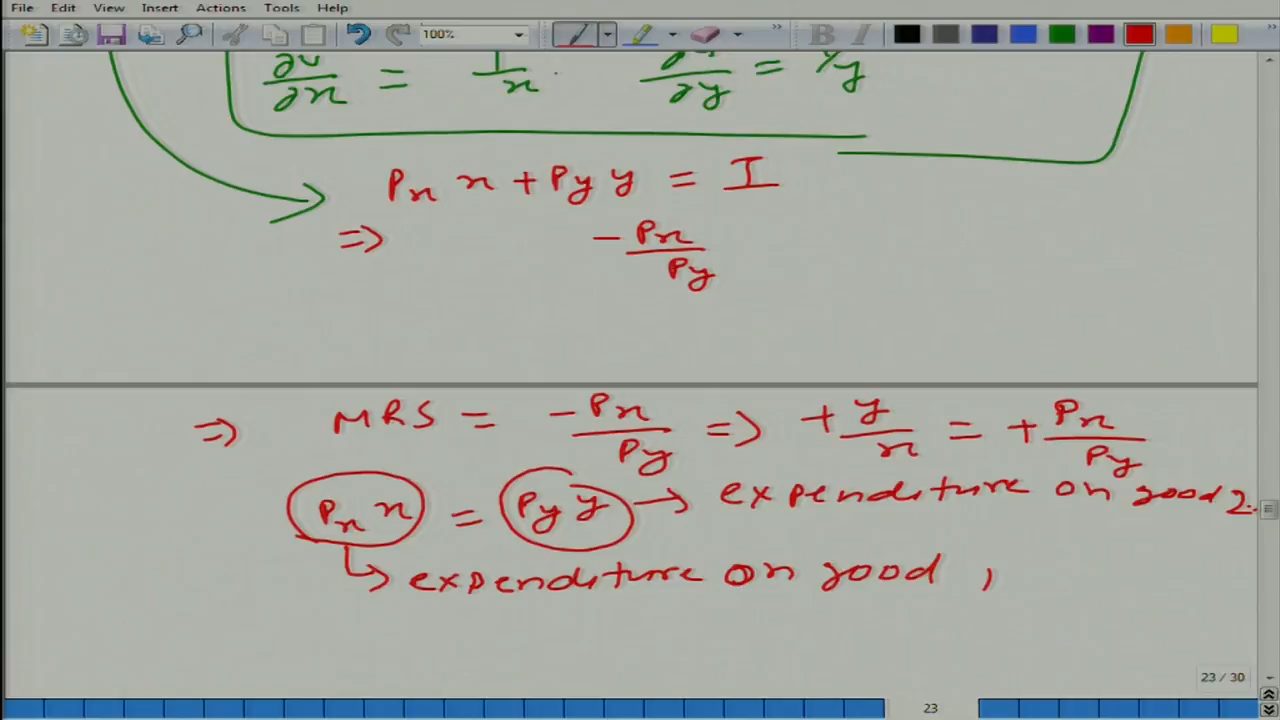 File Edit View Insert Actions Tools Help
100%
∂u/∂x = 1/x . ∂u/∂y = 1/y
Px x + Py y = I
⇒ - Px/Py
⇒ MRS = - Px/Py ⇒ + y/x = + Px/Py
Px x = Py y → expenditure on good 2.
↳ expenditure on good 1
23 / 30
23